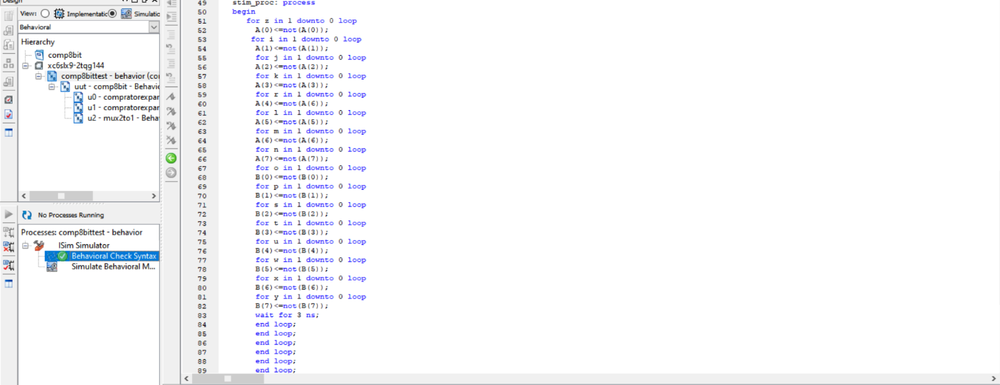 Design
View: Implementatic Simulatic
Behavioral
Hierarchy
comp8bit
xc6slx9-2tqg144
comp8bittest - behavior (co
uut - comp8bit - Behavic
u0 - compratorexpar
u1 - compratorexpar
u2 - mux2to1 - Beha
No Processes Running
Processes: comp8bittest - behavior
ISim Simulator
Behavioral Check Syntax
Simulate Behavioral M...
49 stim_proc: process
50 begin
51 for z in 1 downto 0 loop
52 A(0)<=not(A(0));
53 for i in 1 downto 0 loop
54 A(1)<=not(A(1));
55 for j in 1 downto 0 loop
56 A(2)<=not(A(2));
57 for k in 1 downto 0 loop
58 A(3)<=not(A(3));
59 for r in 1 downto 0 loop
60 A(4)<=not(A(6));
61 for l in 1 downto 0 loop
62 A(5)<=not(A(5));
63 for m in 1 downto 0 loop
64 A(6)<=not(A(6));
65 for n in 1 downto 0 loop
66 A(7)<=not(A(7));
67 for o in 1 downto 0 loop
68 B(0)<=not(B(0));
69 for p in 1 downto 0 loop
70 B(1)<=not(B(1));
71 for s in 1 downto 0 loop
72 B(2)<=not(B(2));
73 for t in 1 downto 0 loop
74 B(3)<=not(B(3));
75 for u in 1 downto 0 loop
76 B(4)<=not(B(4));
77 for w in 1 downto 0 loop
78 B(5)<=not(B(5));
79 for x in 1 downto 0 loop
80 B(6)<=not(B(6));
81 for y in 1 downto 0 loop
82 B(7)<=not(B(7));
83 wait for 3 ns;
84 end loop;
85 end loop;
86 end loop;
87 end loop;
88 end loop;
89 end loop;